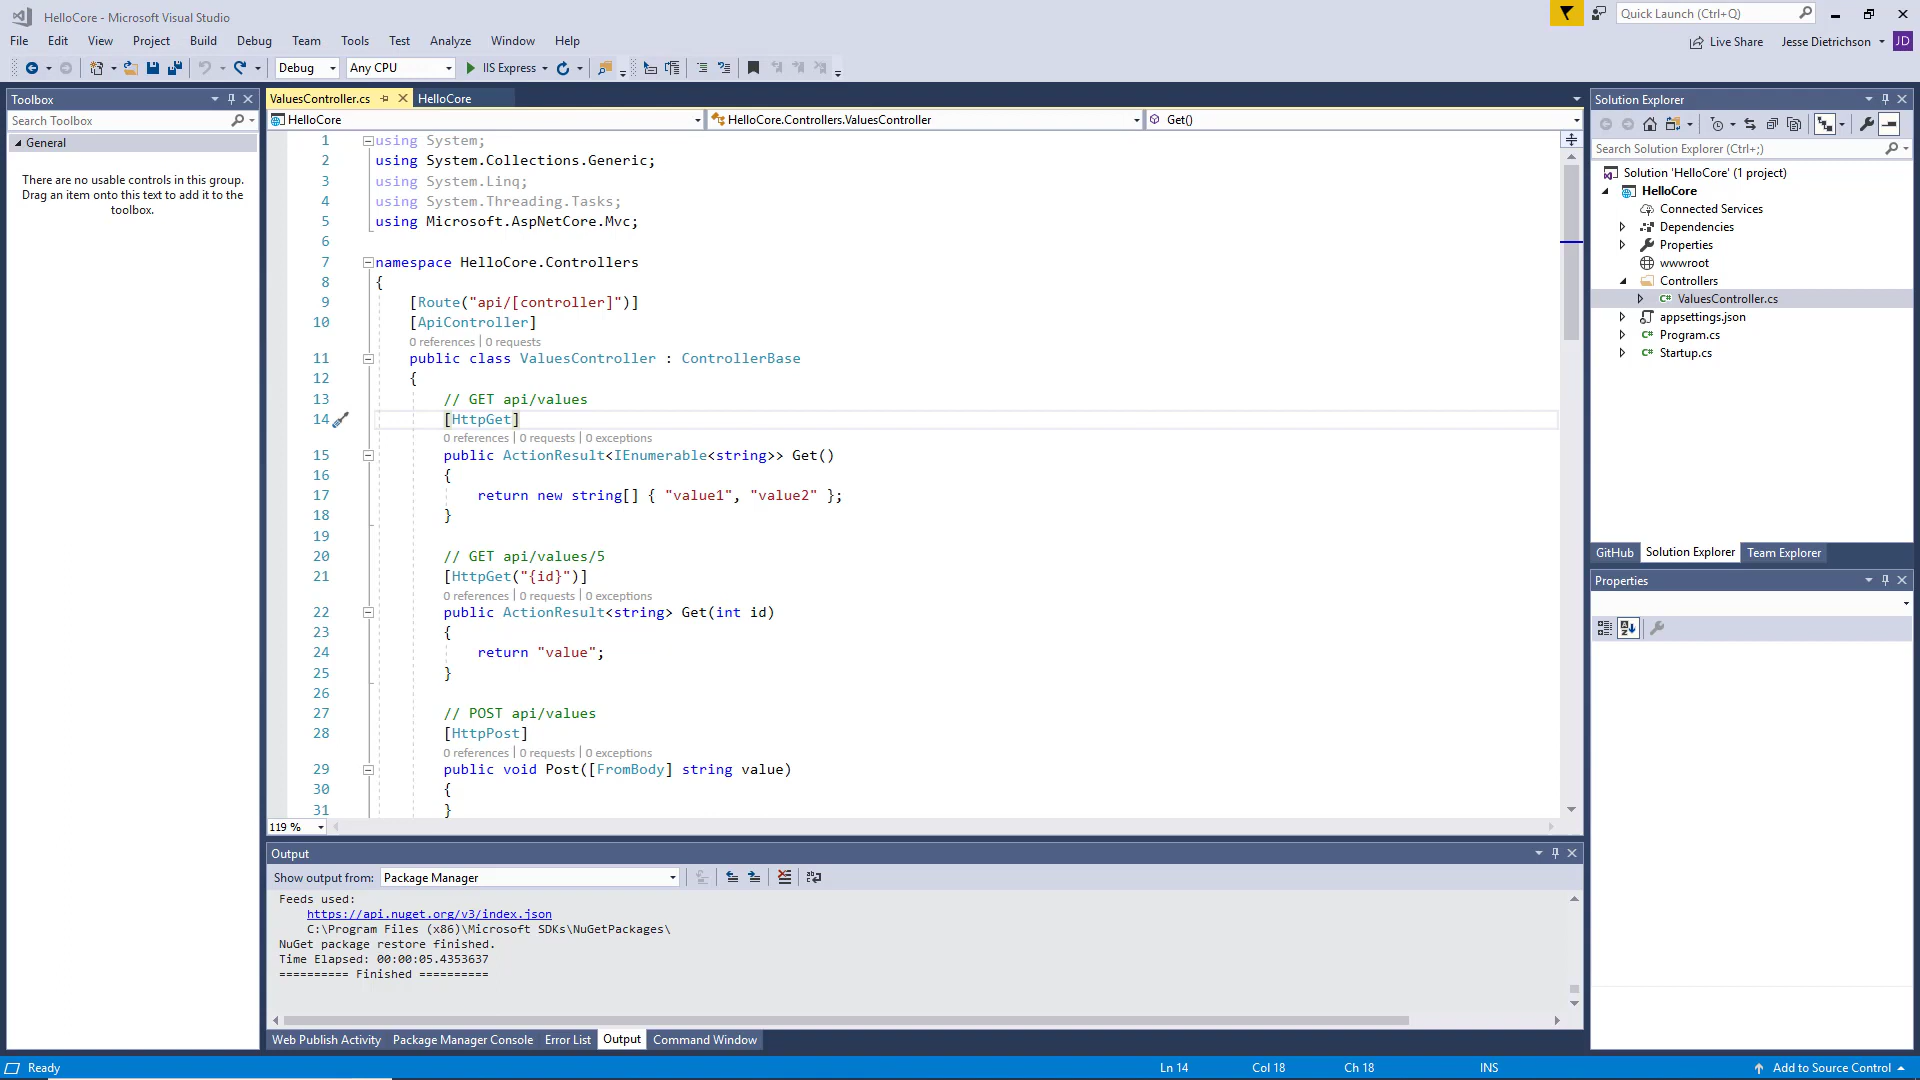 HelloCore - Microsoft Visual Studio
Quick Launch (Ctrl+Q)
File Edit View Project Build Debug Team Tools Test Analyze Window Help
Live Share Jesse Dietrichson JD
Debug Any CPU IIS Express
Toolbox
Search Toolbox
General
There are no usable controls in this group.
Drag an item onto this text to add it to the
toolbox.
ValuesController.cs HelloCore
HelloCore HelloCore.Controllers.ValuesController Get()
1 using System;
2 using System.Collections.Generic;
3 using System.Linq;
4 using System.Threading.Tasks;
5 using Microsoft.AspNetCore.Mvc;
6
7 namespace HelloCore.Controllers
8 {
9 [Route("api/[controller]")]
10 [ApiController]
0 references | 0 requests
11 public class ValuesController : ControllerBase
12 {
13 // GET api/values
14 [HttpGet]
0 references | 0 requests | 0 exceptions
15 public ActionResult<IEnumerable<string>> Get()
16 {
17 return new string[] { "value1", "value2" };
18 }
19
20 // GET api/values/5
21 [HttpGet("{id}")]
0 references | 0 requests | 0 exceptions
22 public ActionResult<string> Get(int id)
23 {
24 return "value";
25 }
26
27 // POST api/values
28 [HttpPost]
0 references | 0 requests | 0 exceptions
29 public void Post([FromBody] string value)
30 {
31 }
119 %
Output
Show output from: Package Manager
Feeds used:
https://api.nuget.org/v3/index.json
C:\Program Files (x86)\Microsoft SDKs\NuGetPackages\
NuGet package restore finished.
Time Elapsed: 00:00:05.4353637
========== Finished ==========
Web Publish Activity Package Manager Console Error List Output Command Window
Solution Explorer
Search Solution Explorer (Ctrl+;)
Solution 'HelloCore' (1 project)
HelloCore
Connected Services
Dependencies
Properties
wwwroot
Controllers
C# ValuesController.cs
appsettings.json
C# Program.cs
C# Startup.cs
GitHub Solution Explorer Team Explorer
Properties
Ready Ln 14 Col 18 Ch 18 INS Add to Source Control